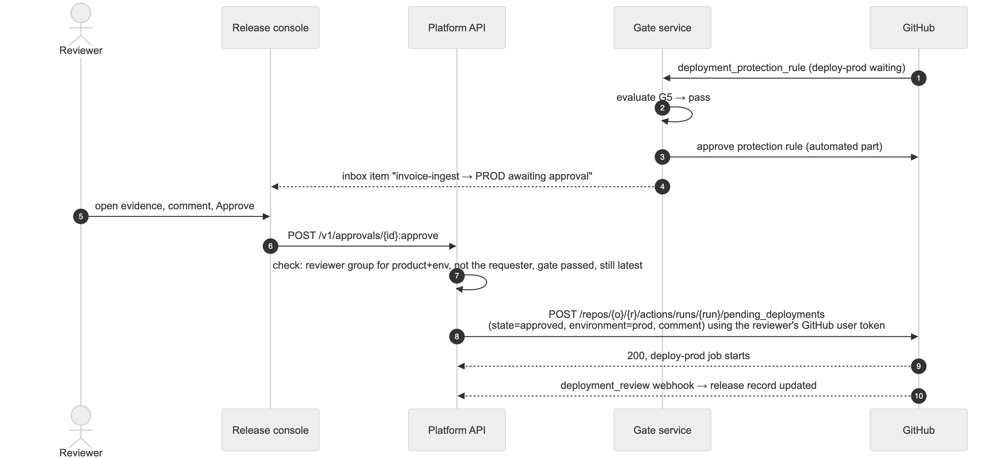 Reviewer
Release console
Platform API
Gate service
GitHub
deployment_protection_rule (deploy-prod waiting)
1
evaluate G5 → pass
2
approve protection rule (automated part)
3
inbox item "invoice-ingest → PROD awaiting approval"
4
open evidence, comment, Approve
5
POST /v1/approvals/{id}:approve
6
check: reviewer group for product+env, not the requester, gate passed, still latest
7
POST /repos/{o}/{r}/actions/runs/{run}/pending_deployments
(state=approved, environment=prod, comment) using the reviewer's GitHub user token
8
200, deploy-prod job starts
9
deployment_review webhook → release record updated
10
Reviewer
Release console
Platform API
Gate service
GitHub